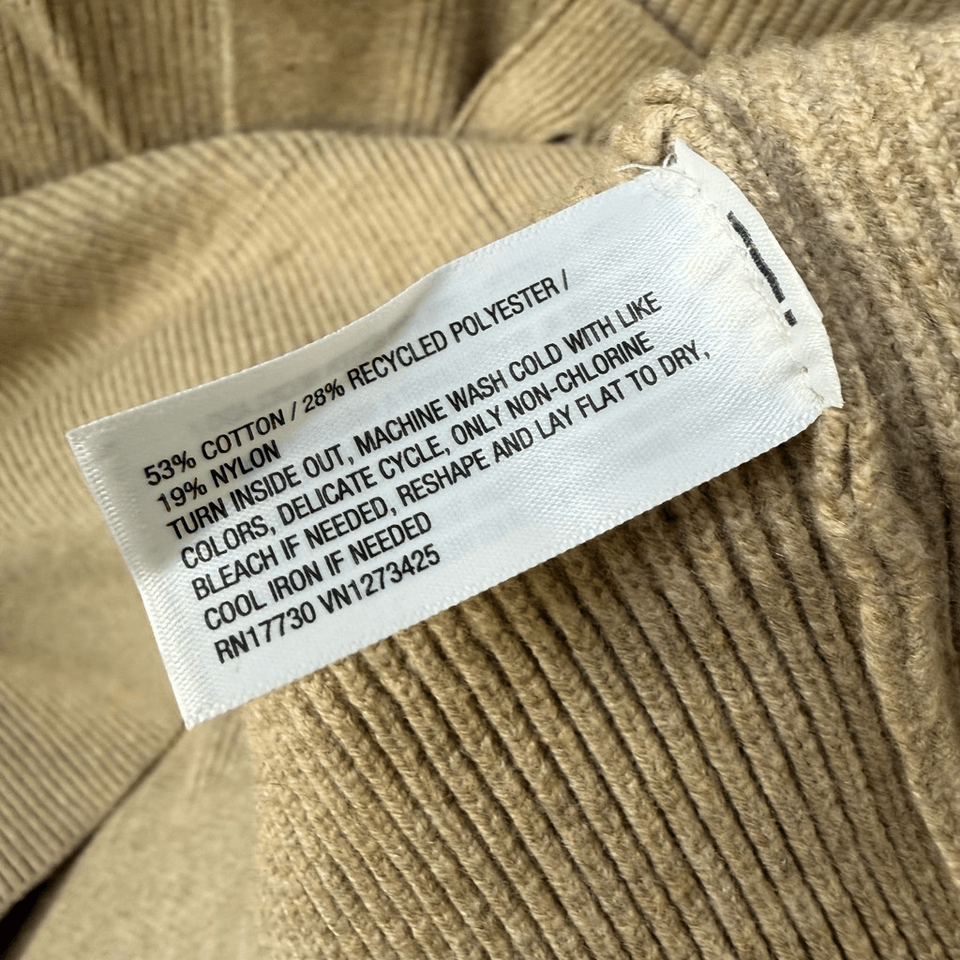 53% COTTON / 28% RECYCLED POLYESTER /
19% NYLON
TURN INSIDE OUT, MACHINE WASH COLD WITH LIKE
COLORS, DELICATE CYCLE, ONLY NON-CHLORINE
BLEACH IF NEEDED, RESHAPE AND LAY FLAT TO DRY,
COOL IRON IF NEEDED
RN17730 VN1273425